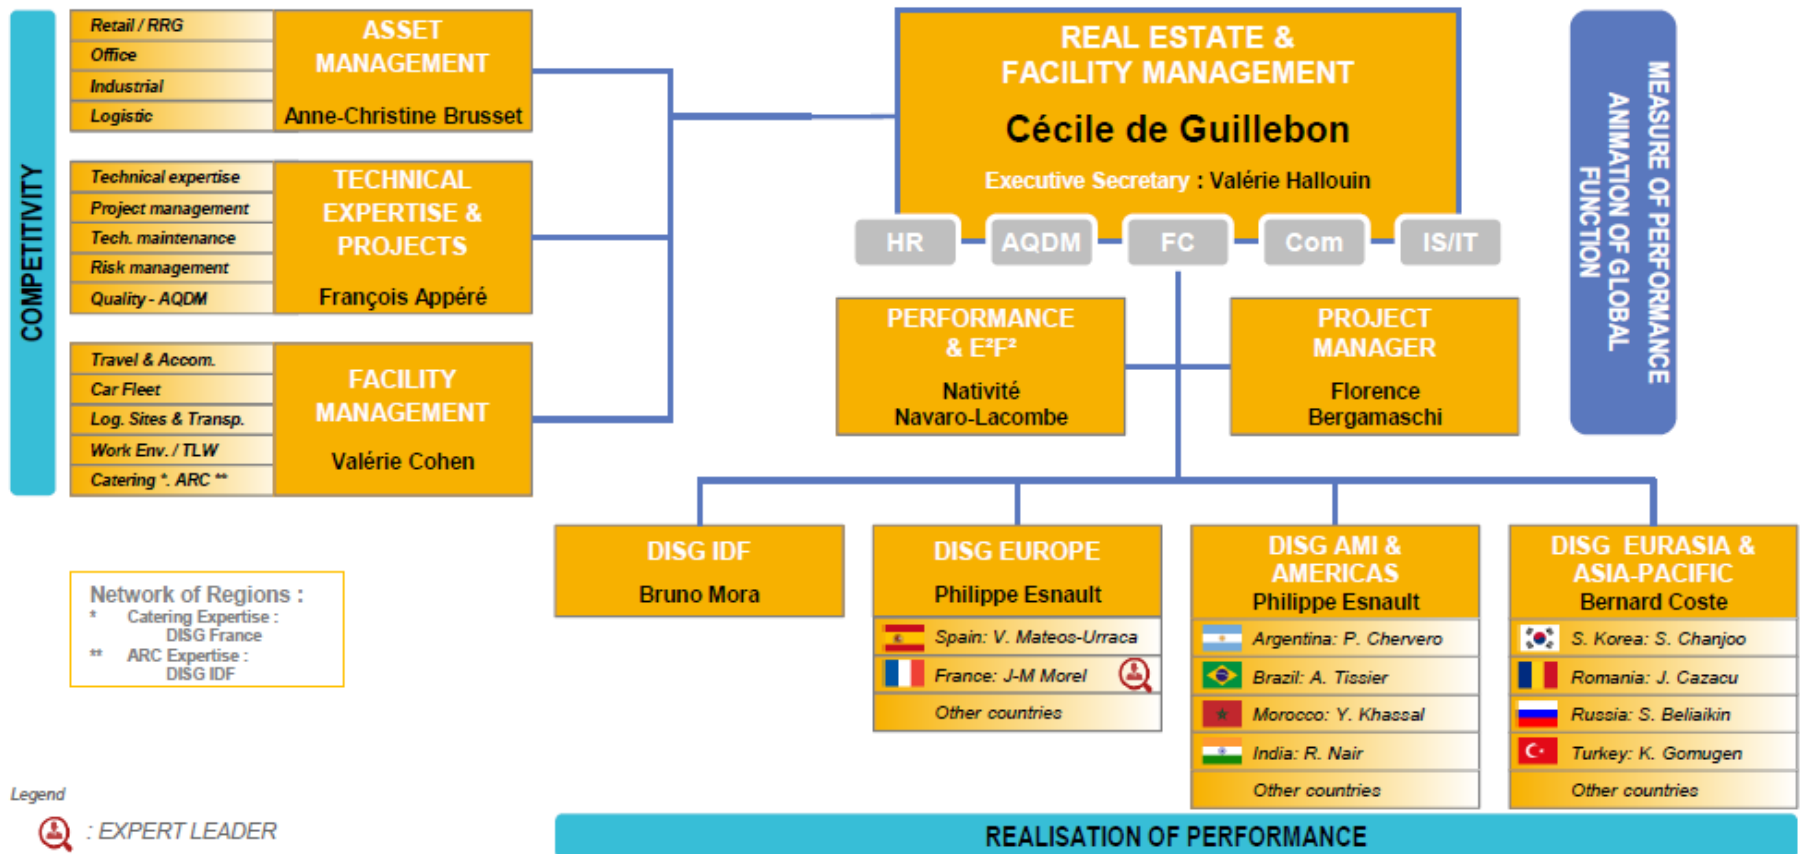 COMPETITIVITY
Retail / RRG
Office
Industrial
Logistic
ASSET
MANAGEMENT
Anne-Christine Brusset
Technical expertise
Project management
Tech. maintenance
Risk management
Quality - AQDM
TECHNICAL
EXPERTISE &
PROJECTS
François Appéré
Travel & Accom.
Car Fleet
Log. Sites & Transp.
Work Env. / TLW
Catering *. ARC **
FACILITY
MANAGEMENT
Valérie Cohen
REAL ESTATE &
FACILITY MANAGEMENT
Cécile de Guillebon
Executive Secretary : Valérie Hallouin
HR
AQDM
FC
Com
IS/IT
PERFORMANCE
& E²F²
Nativité
Navaro-Lacombe
PROJECT
MANAGER
Florence
Bergamaschi
MEASURE OF PERFORMANCE
ANIMATION OF GLOBAL
FUNCTION
DISG IDF
Bruno Mora
DISG EUROPE
Philippe Esnault
Spain: V. Mateos-Urraca
France: J-M Morel
Other countries
DISG AMI &
AMERICAS
Philippe Esnault
Argentina: P. Chervero
Brazil: A. Tissier
Morocco: Y. Khassal
India: R. Nair
Other countries
DISG EURASIA &
ASIA-PACIFIC
Bernard Coste
S. Korea: S. Chanjoo
Romania: J. Cazacu
Russia: S. Beliaikin
Turkey: K. Gomugen
Other countries
Network of Regions :
* Catering Expertise :
DISG France
** ARC Expertise :
DISG IDF
Legend
: EXPERT LEADER
REALISATION OF PERFORMANCE